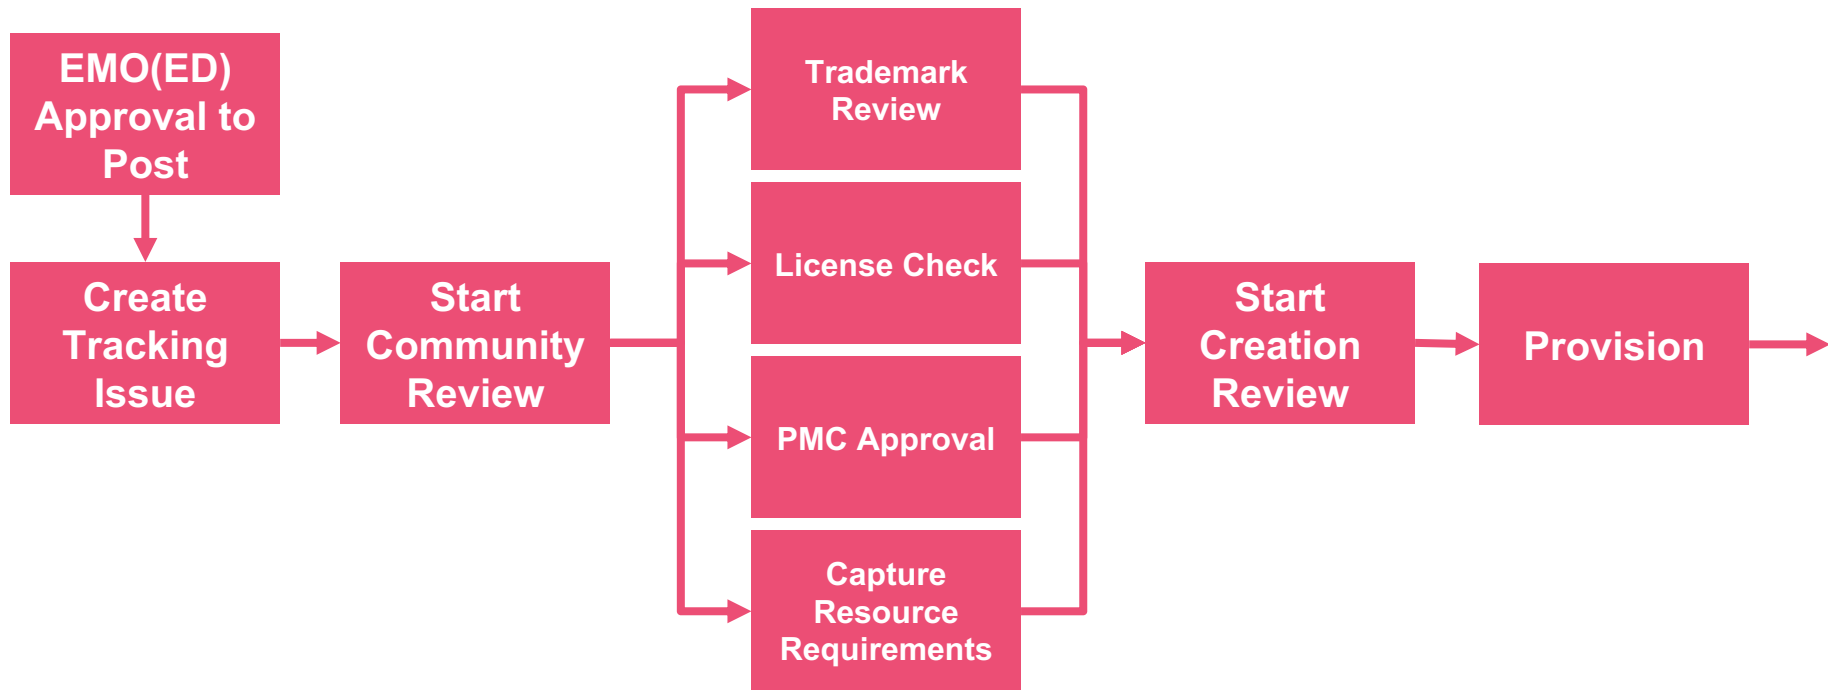 EMO(ED)
Approval to
Post
Create
Tracking
Issue
Start
Community
Review
Trademark
Review
License Check
PMC Approval
Capture
Resource
Requirements
Start
Creation
Review
Provision